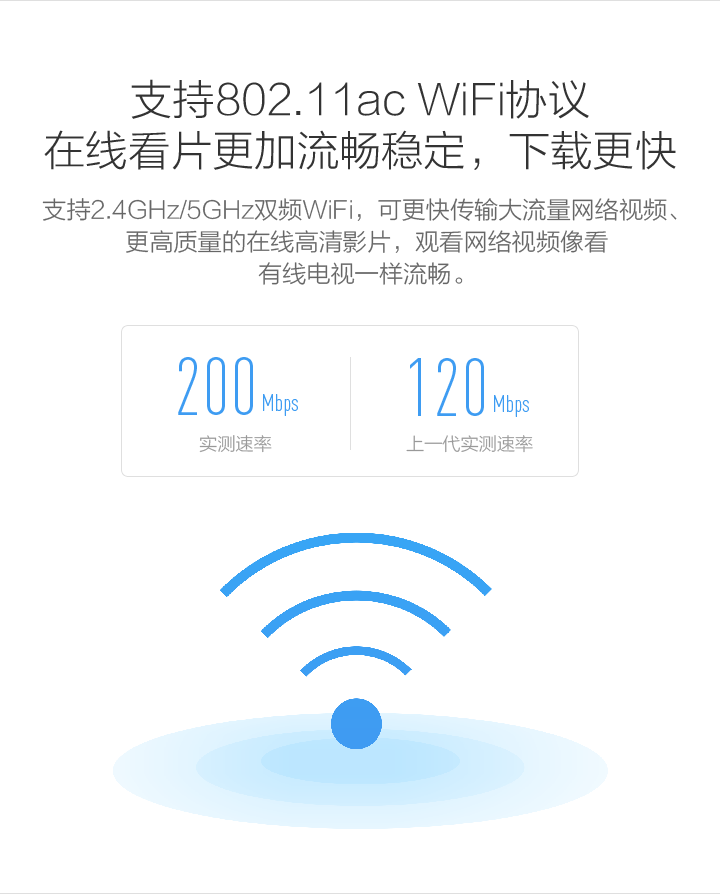 支持802.11ac WiFi协议
在线看片更加流畅稳定，下载更快
支持2.4GHz/5GHz双频WiFi，可更快传输大流量网络视频、
更高质量的在线高清影片，观看网络视频像看
有线电视一样流畅。
200 Mbps
120 Mbps
实测速率
上一代实测速率